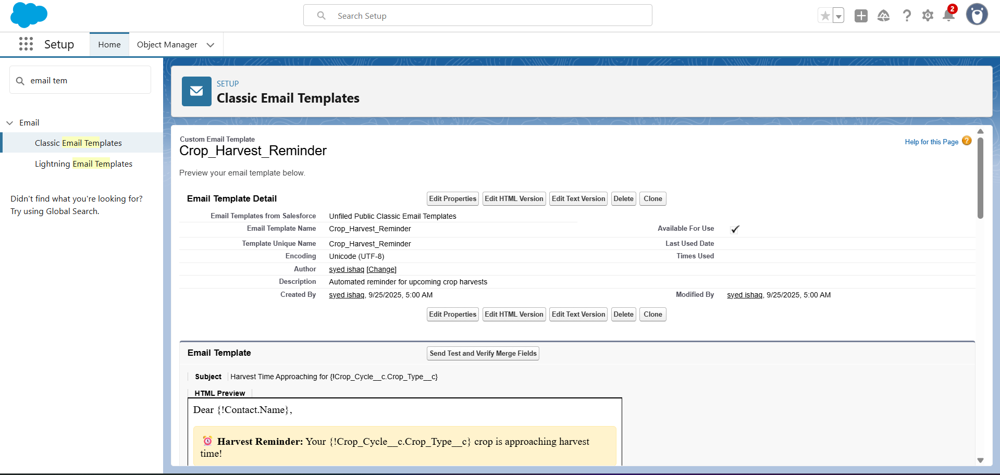 Search Setup
2
Setup
Home
Object Manager
email tem
Email
Classic Email Templates
Lightning Email Templates
Didn't find what you're looking for?
Try using Global Search.
SETUP
Classic Email Templates
Custom Email Template
Crop_Harvest_Reminder
Help for this Page ?
Preview your email template below.
Email Template Detail
Edit Properties Edit HTML Version Edit Text Version Delete Clone
Email Templates from Salesforce Unfiled Public Classic Email Templates
Email Template Name Crop_Harvest_Reminder Available For Use ✓
Template Unique Name Crop_Harvest_Reminder Last Used Date
Encoding Unicode (UTF-8) Times Used
Author syed ishaq [Change]
Description Automated reminder for upcoming crop harvests
Created By syed ishaq, 9/25/2025, 5:00 AM Modified By syed ishaq, 9/25/2025, 5:00 AM
Edit Properties Edit HTML Version Edit Text Version Delete Clone
Email Template Send Test and Verify Merge Fields
Subject Harvest Time Approaching for {!Crop_Cycle__c.Crop_Type__c}
HTML Preview
Dear {!Contact.Name},
⏰ Harvest Reminder: Your {!Crop_Cycle__c.Crop_Type__c} crop is approaching harvest
time!